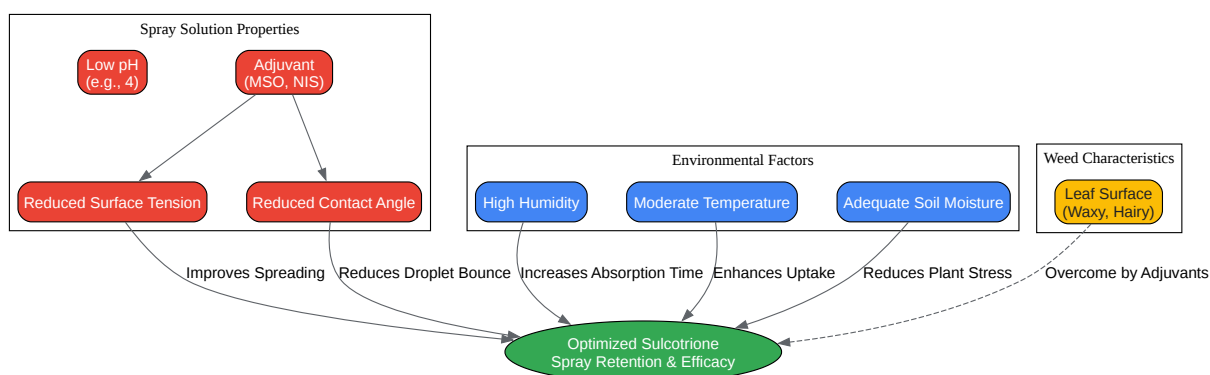 Spray Solution Properties
Low pH
(e.g., 4)
Adjuvant
(MSO, NIS)
Reduced Surface Tension
Reduced Contact Angle
Environmental Factors
High Humidity
Moderate Temperature
Adequate Soil Moisture
Weed Characteristics
Leaf Surface
(Waxy, Hairy)
Improves Spreading
Reduces Droplet Bounce
Increases Absorption Time
Enhances Uptake
Reduces Plant Stress
Overcome by Adjuvants
Optimized Sulcotrione
Spray Retention & Efficacy